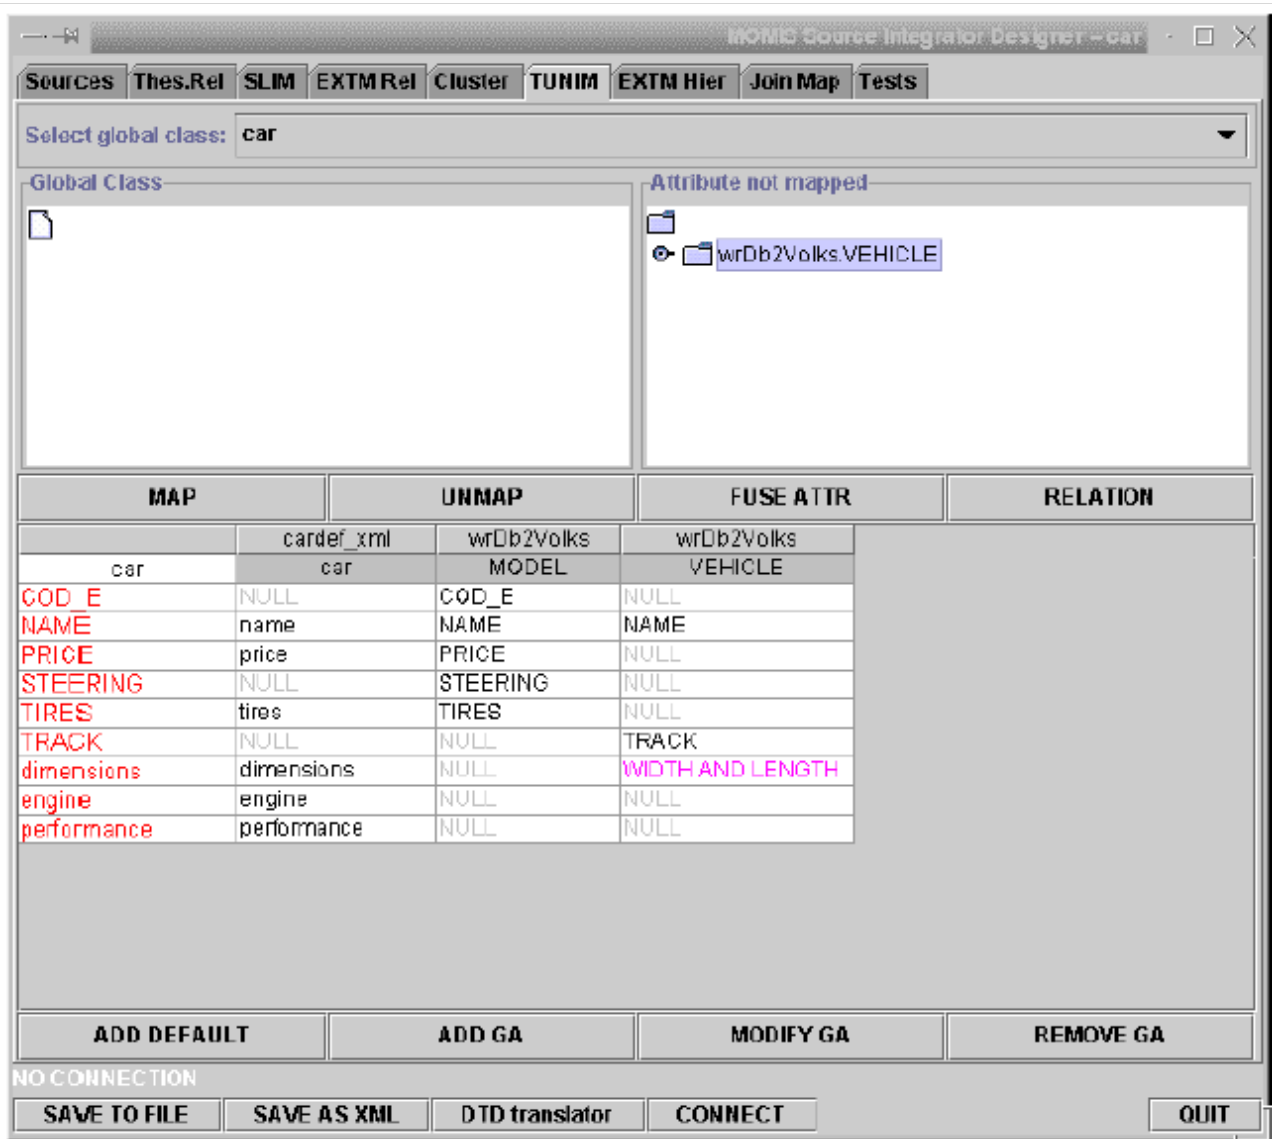 MOMIS Source Integrator Designer – car
Sources Thes.Rel SLIM EXTM Rel Cluster TUNIM EXTM Hier Join Map Tests
Select global class: car
Global Class Attribute not mapped
wrDb2Volks.VEHICLE
MAP UNMAP FUSE ATTR RELATION
cardef_xml wrDb2Volks wrDb2Volks
car car MODEL VEHICLE
COD_E NULL COD_E NULL
NAME name NAME NAME
PRICE price PRICE NULL
STEERING NULL STEERING NULL
TIRES tires TIRES NULL
TRACK NULL NULL TRACK
dimensions dimensions NULL WIDTH AND LENGTH
engine engine NULL NULL
performance performance NULL NULL
ADD DEFAULT ADD GA MODIFY GA REMOVE GA
NO CONNECTION
SAVE TO FILE SAVE AS XML DTD translator CONNECT QUIT